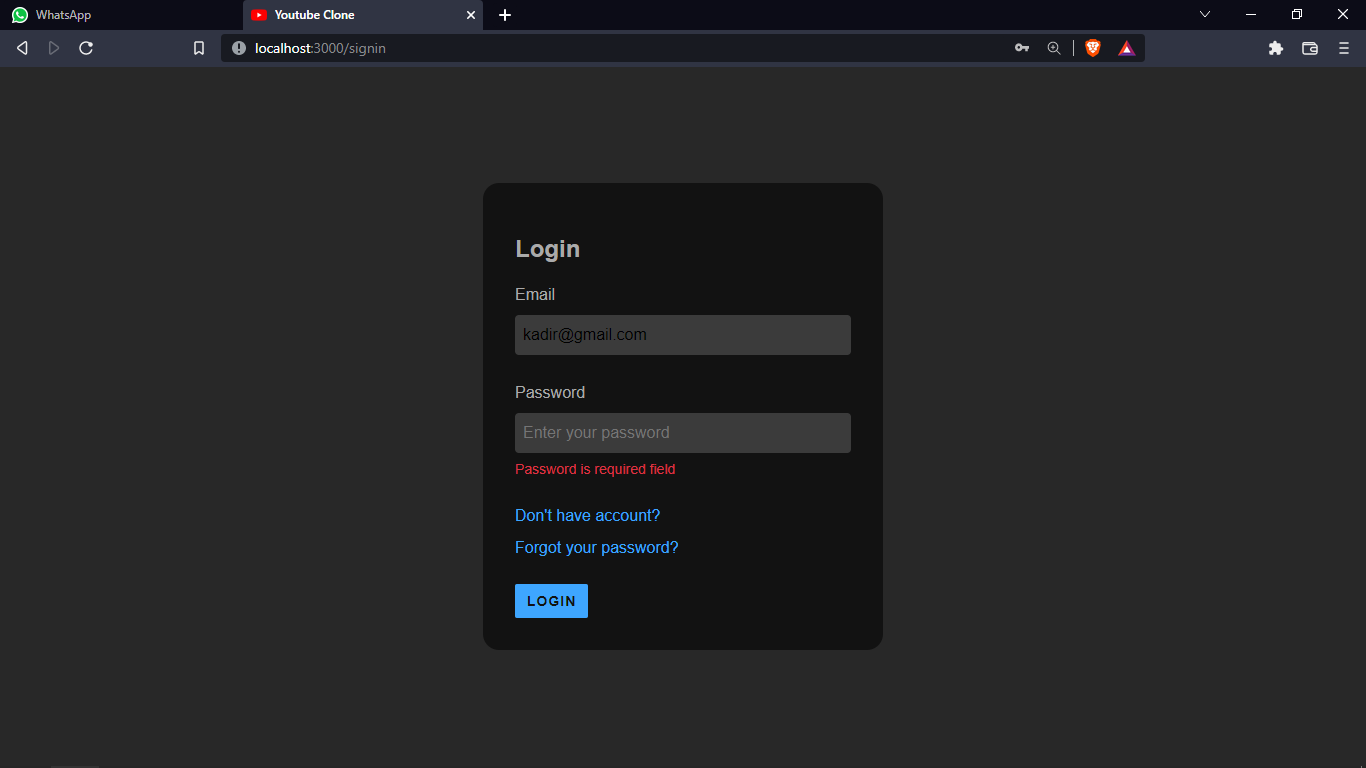 WhatsApp
Youtube Clone
localhost:3000/signin
Login
Email
kadir@gmail.com
Password
Enter your password
Password is required field
Don't have account?
Forgot your password?
LOGIN